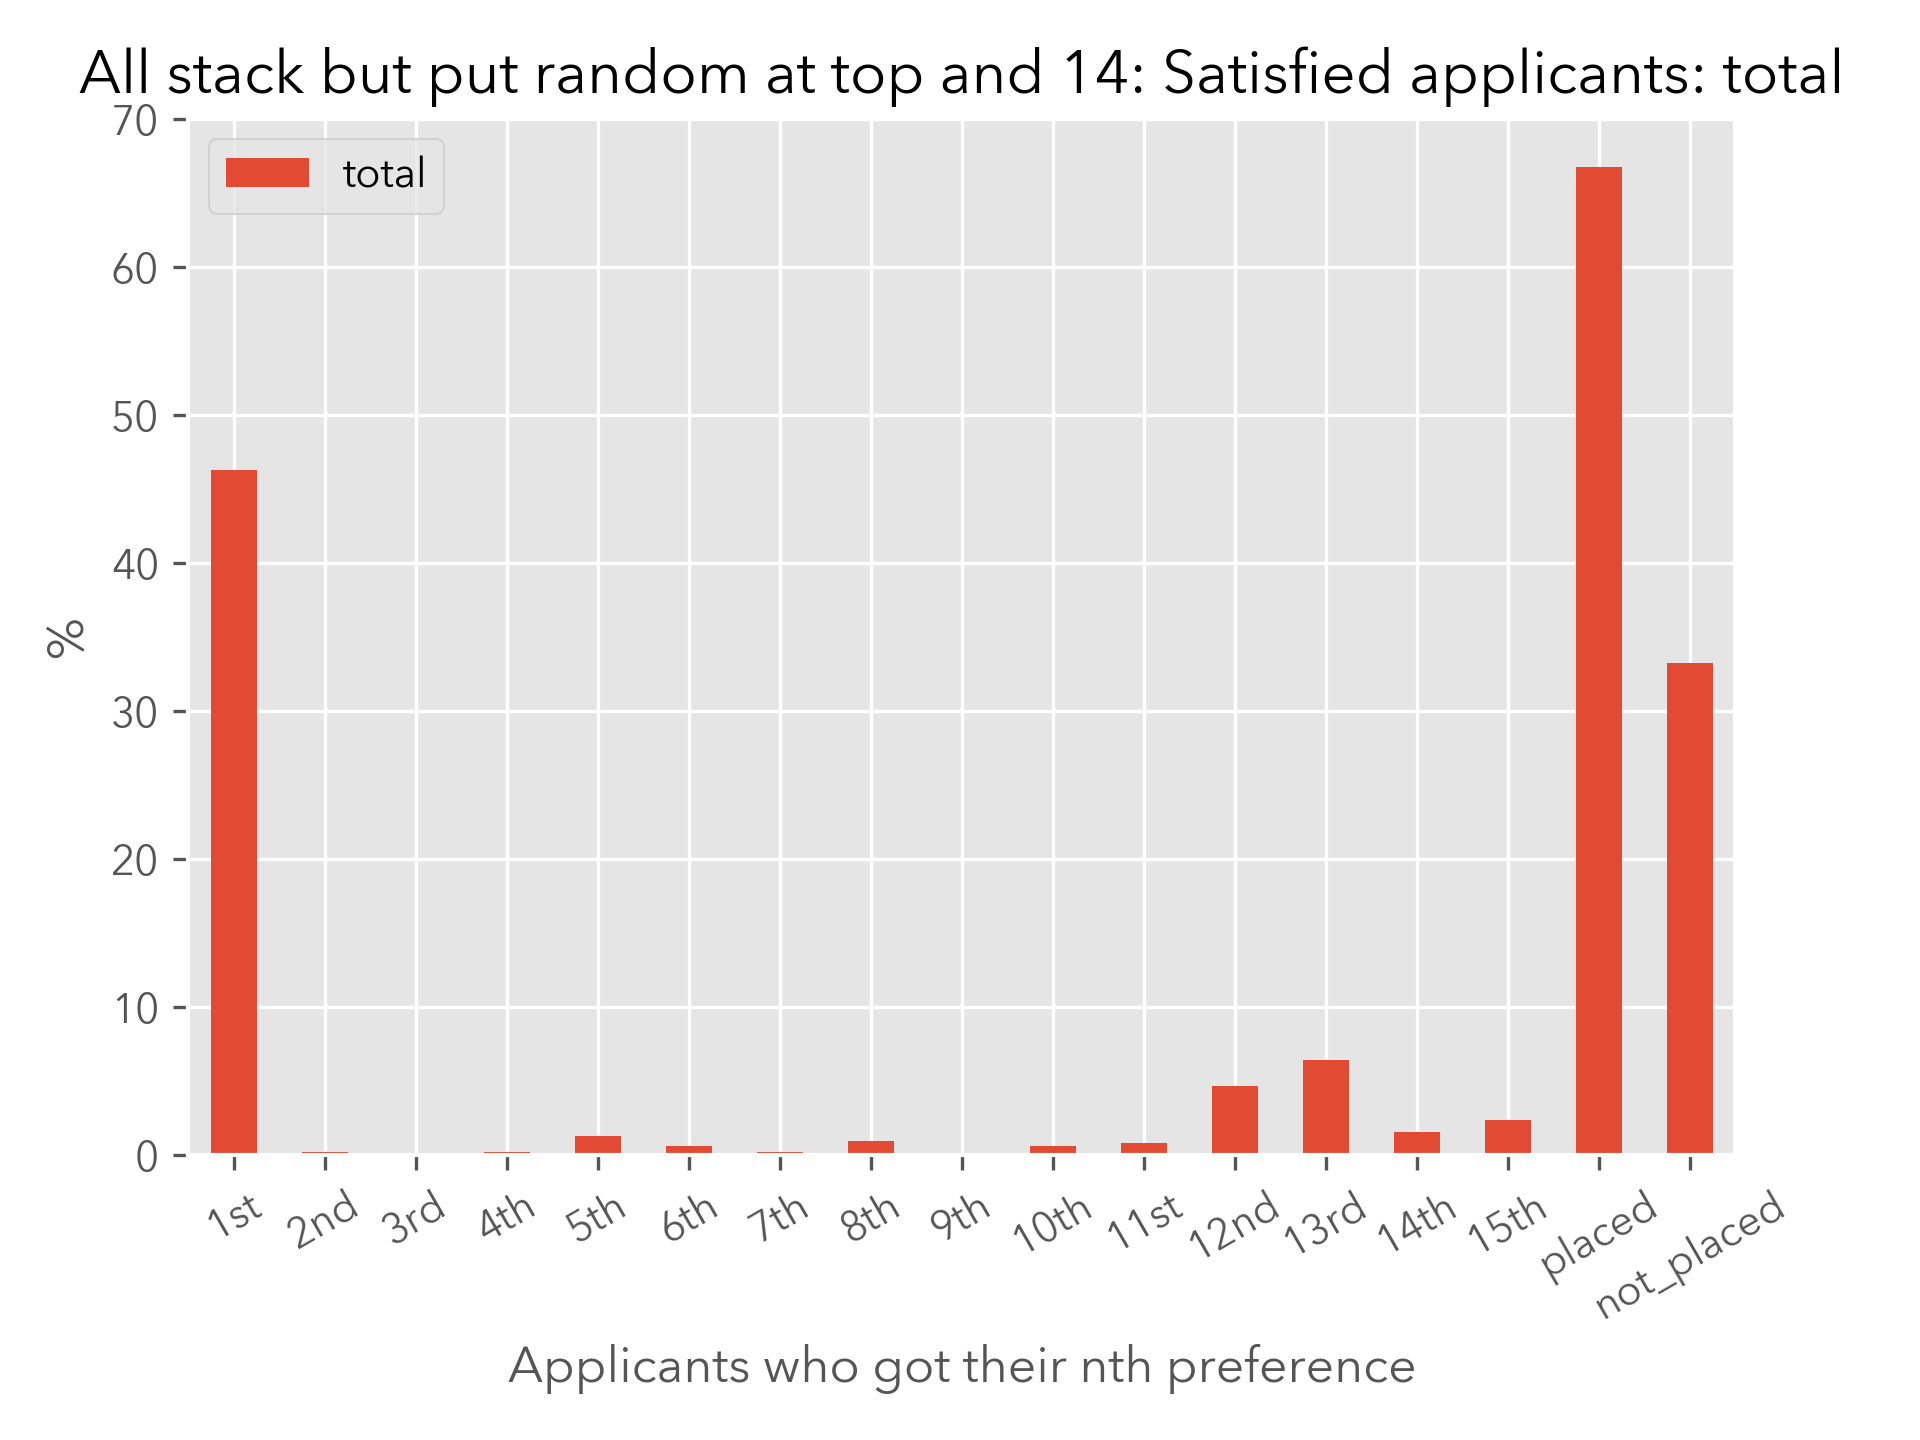 All stack but put random at top and 14: Satisfied applicants: total
total
70
60
50
40
30
20
10
0
%
1st
2nd
3rd
4th
5th
6th
7th
8th
9th
10th
11st
12nd
13rd
14th
15th
placed
not_placed
Applicants who got their nth preference